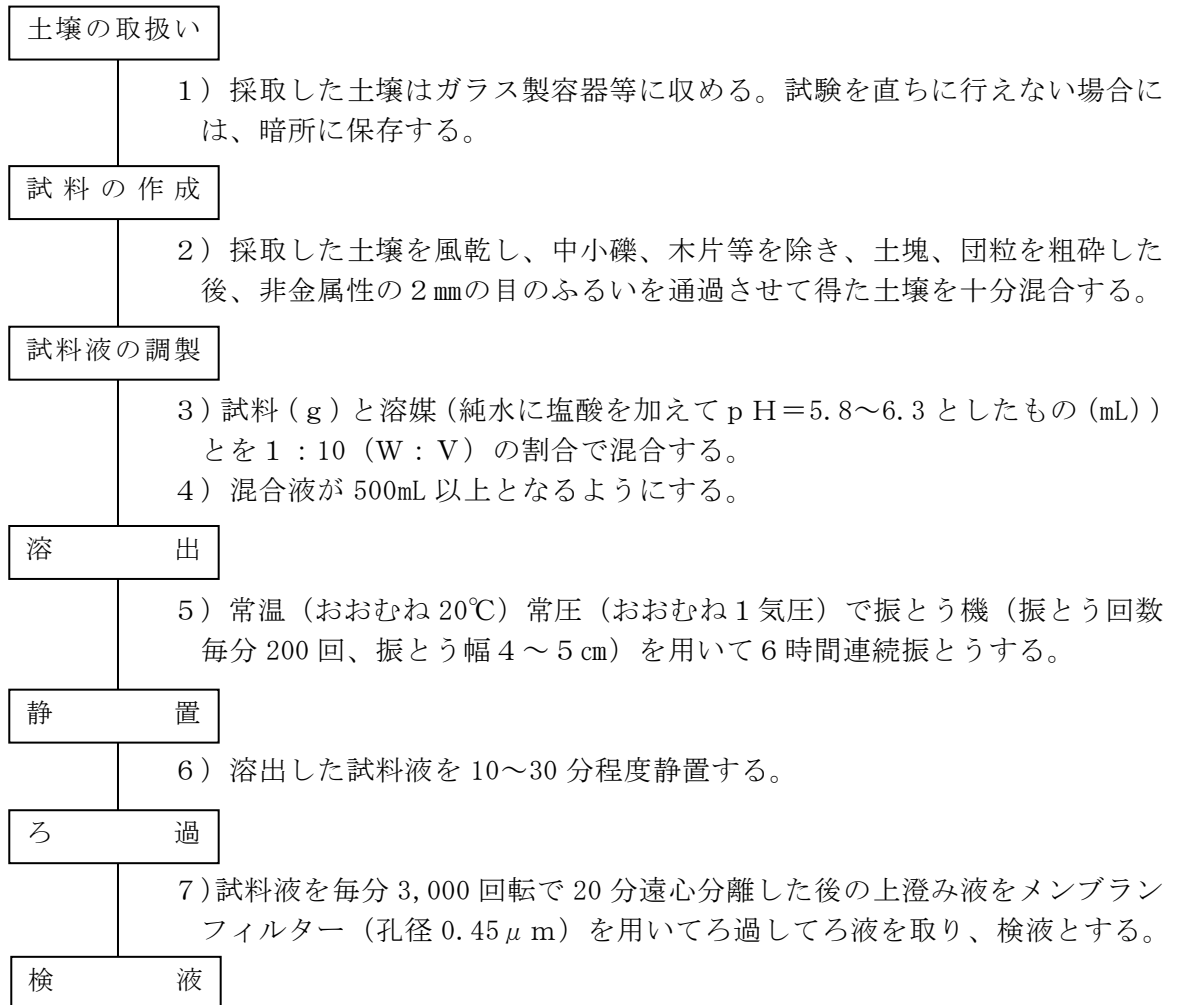 土壌の取扱い
1）採取した土壌はガラス製容器等に収める。試験を直ちに行えない場合に
は、暗所に保存する。
試料の作成
2）採取した土壌を風乾し、中小礫、木片等を除き、土塊、団粒を粗砕した
後、非金属性の２㎜の目のふるいを通過させて得た土壌を十分混合する。
試料液の調製
3）試料（ｇ）と溶媒（純水に塩酸を加えてｐＨ＝5.8～6.3 としたもの（mL））
とを１：10（Ｗ：Ｖ）の割合で混合する。
4）混合液が 500mL 以上となるようにする。
溶出
5）常温（おおむね 20℃）常圧（おおむね１気圧）で振とう機（振とう回数
毎分 200 回、振とう幅４～５㎝）を用いて６時間連続振とうする。
静置
6）溶出した試料液を 10～30 分程度静置する。
ろ過
7）試料液を毎分 3,000 回転で 20 分遠心分離した後の上澄み液をメンブラン
フィルター（孔径 0.45μｍ）を用いてろ過してろ液を取り、検液とする。
検液